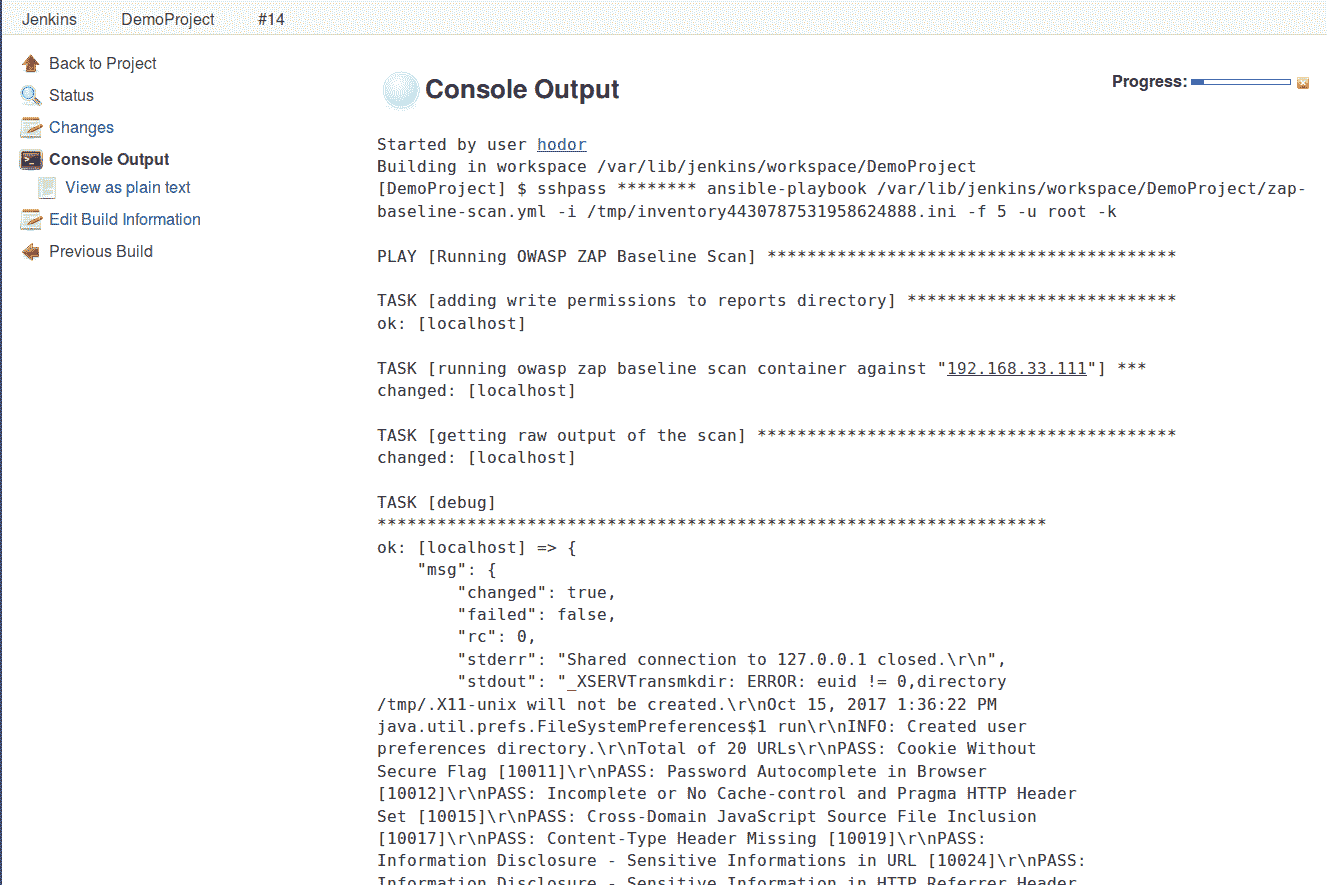 Jenkins DemoProject #14
Back to Project
Status
Changes
Console Output
View as plain text
Edit Build Information
Previous Build
Console Output
Progress:
Started by user hodor
Building in workspace /var/lib/jenkins/workspace/DemoProject
[DemoProject] $ sshpass ******** ansible-playbook /var/lib/jenkins/workspace/DemoProject/zap-
baseline-scan.yml -i /tmp/inventory4430787531958624888.ini -f 5 -u root -k
PLAY [Running OWASP ZAP Baseline Scan] *****************************************
TASK [adding write permissions to reports directory] ***************************
ok: [localhost]
TASK [running owasp zap baseline scan container against "192.168.33.111"] ***
changed: [localhost]
TASK [getting raw output of the scan] ******************************************
changed: [localhost]
TASK [debug]
*******************************************************************
ok: [localhost] => {
"msg": {
"changed": true,
"failed": false,
"rc": 0,
"stderr": "Shared connection to 127.0.0.1 closed.\r\n",
"stdout": "_XSERVTransmkdir: ERROR: euid != 0,directory
/tmp/.X11-unix will not be created.\r\nOct 15, 2017 1:36:22 PM
java.util.prefs.FileSystemPreferences$1 run\r\nINFO: Created user
preferences directory.\r\nTotal of 20 URLs\r\nPASS: Cookie Without
Secure Flag [10011]\r\nPASS: Password Autocomplete in Browser
[10012]\r\nPASS: Incomplete or No Cache-control and Pragma HTTP Header
Set [10015]\r\nPASS: Cross-Domain JavaScript Source File Inclusion
[10017]\r\nPASS: Content-Type Header Missing [10019]\r\nPASS:
Information Disclosure - Sensitive Informations in URL [10024]\r\nPASS:
Information Disclosure - Sensitive Information in HTTP Referrer Header